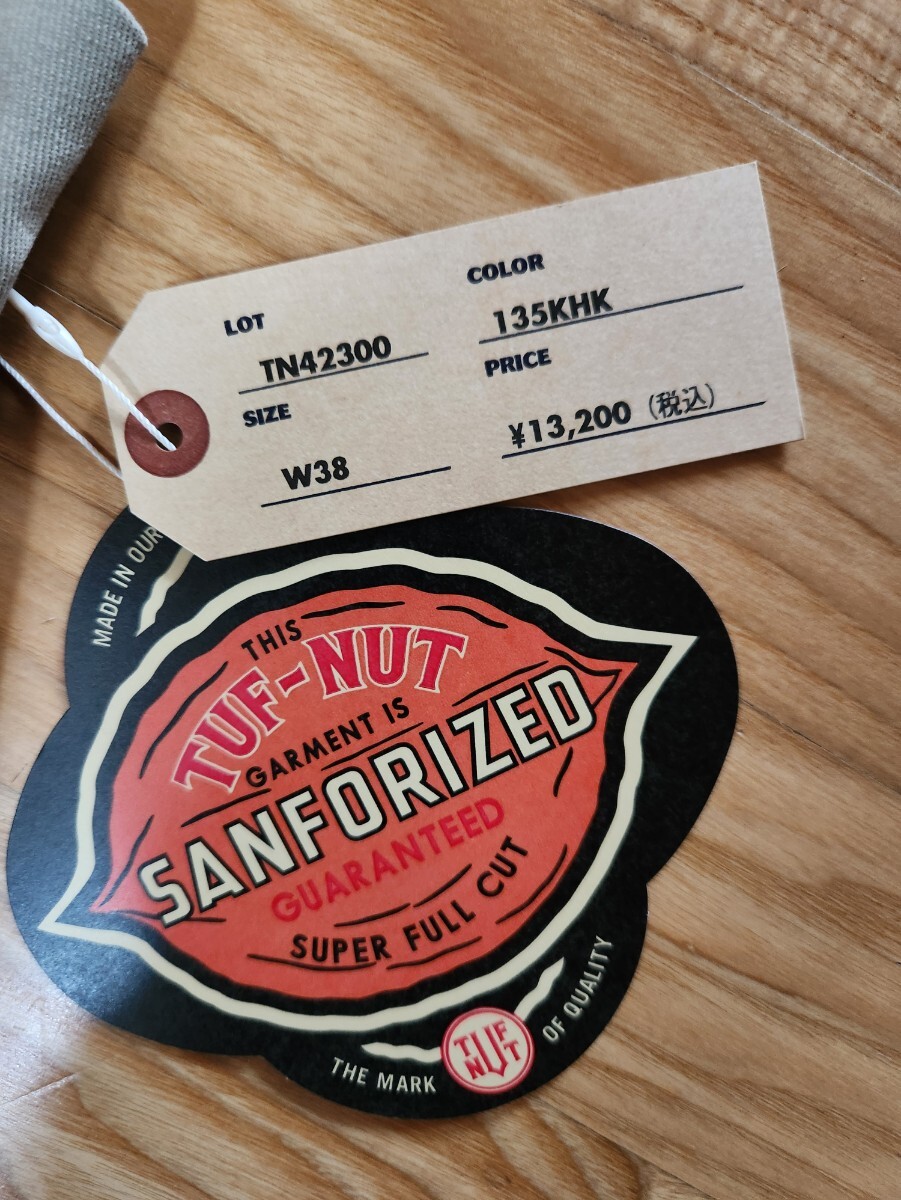 LOT
TN42300
COLOR
135KHK
SIZE
W38
PRICE
¥13,200 (税込)
MADE IN OUR
THIS
TUF-NUT
GARMENT IS
SANFORIZED
GUARANTEED
SUPER FULL CUT
THE MARK
TUF
NUT
OF QUALITY